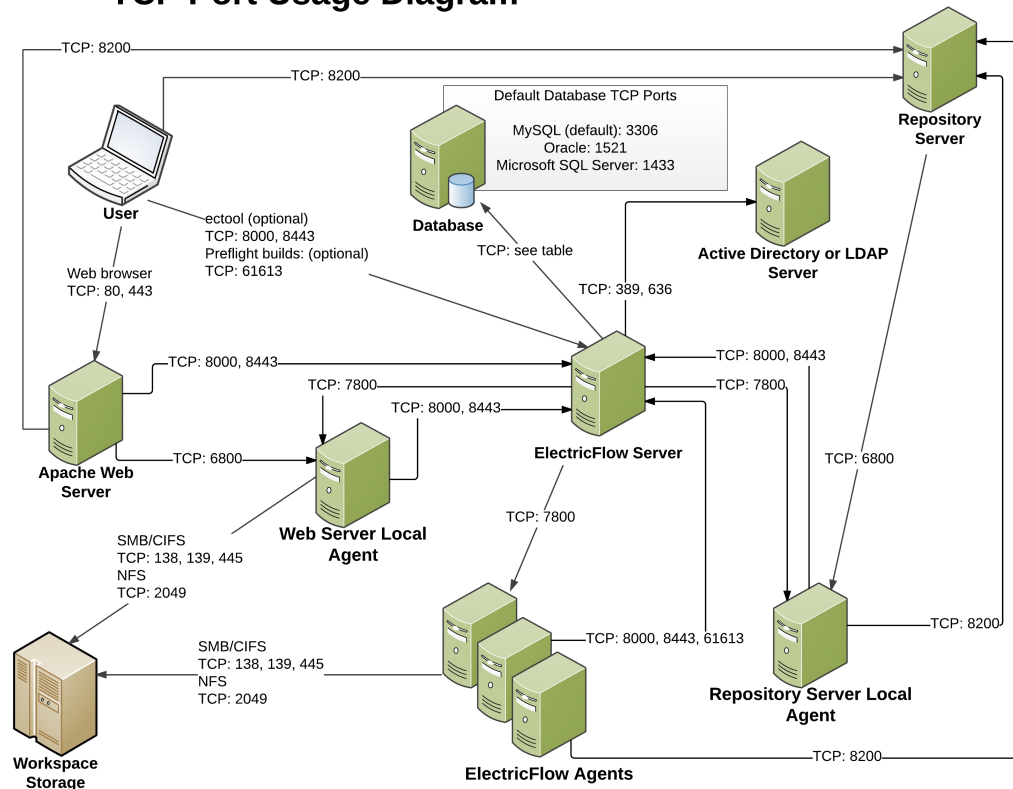 TCP Port Usage Diagram
TCP: 8200
TCP: 8200
Repository
Server
Default Database TCP Ports
MySQL (default): 3306
Oracle: 1521
Microsoft SQL Server: 1433
User
Database
ectool (optional)
TCP: 8000, 8443
Preflight builds: (optional)
TCP: 61613
TCP: see table
Active Directory or LDAP
Server
Web browser
TCP: 80, 443
TCP: 389, 636
TCP: 8000, 8443
TCP: 8000, 8443
TCP: 7800
TCP: 7800
TCP: 8000, 8443
ElectricFlow Server
TCP: 6800
TCP: 6800
Apache Web
Server
TCP: 7800
Web Server Local
Agent
SMB/CIFS
TCP: 138, 139, 445
NFS
TCP: 2049
TCP: 8000, 8443, 61613
TCP: 8200
SMB/CIFS
TCP: 138, 139, 445
NFS
TCP: 2049
Repository Server Local
Agent
TCP: 8200
Workspace
Storage
ElectricFlow Agents